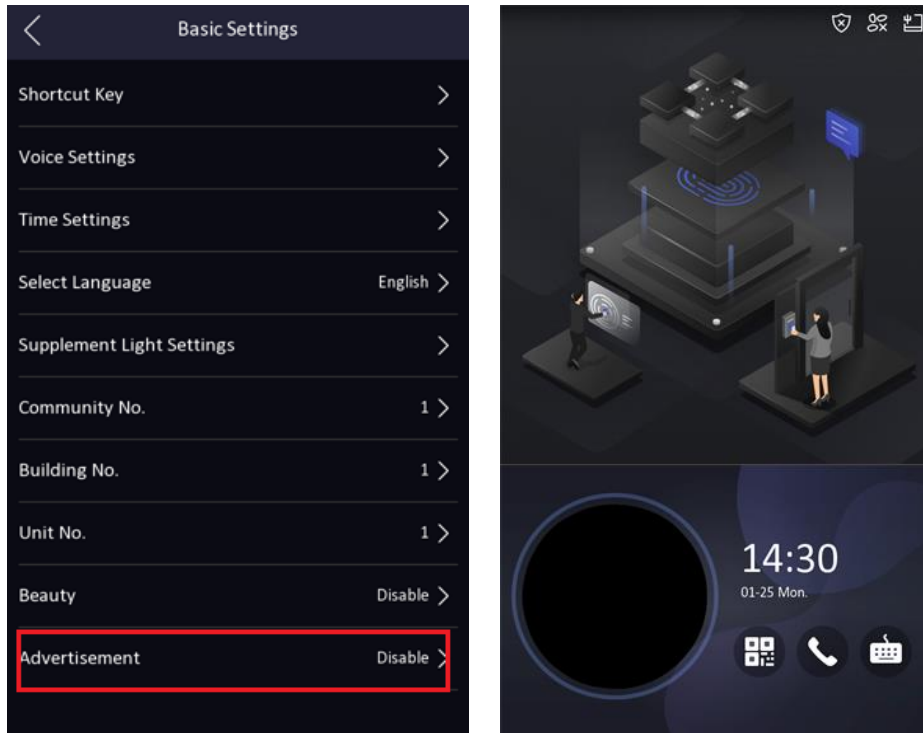 Basic Settings
Shortcut Key
Voice Settings
Time Settings
Select Language English
Supplement Light Settings
Community No. 1
Building No. 1
Unit No. 1
Beauty Disable
Advertisement Disable
14:30
01-25 Mon.